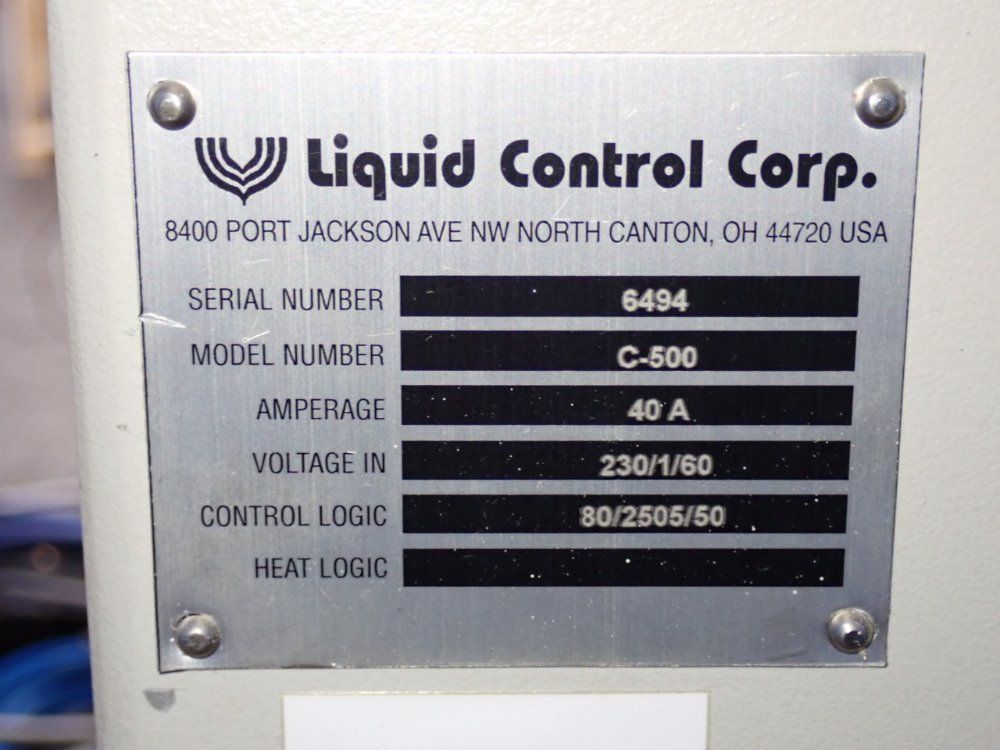 Liquid Control Corp.
8400 PORT JACKSON AVE NW NORTH CANTON, OH 44720 USA
SERIAL NUMBER 6494
MODEL NUMBER C-500
AMPERAGE 40 A
VOLTAGE IN 230/1/60
CONTROL LOGIC 80/2505/50
HEAT LOGIC